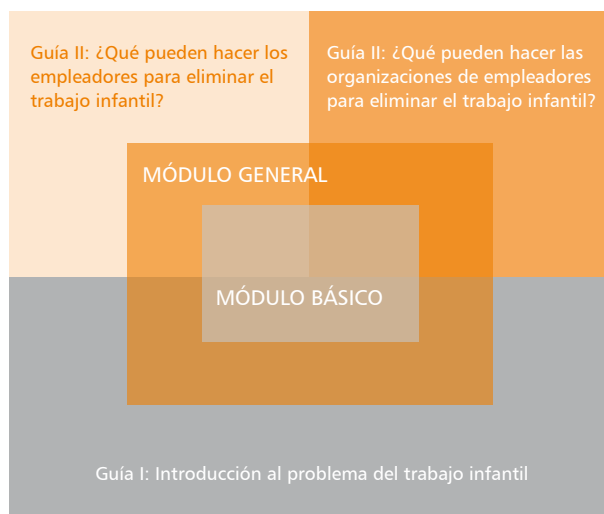 Guía II: ¿Qué pueden hacer los
empleadores para eliminar el
trabajo infantil?
Guía II: ¿Qué pueden hacer las
organizaciones de empleadores
para eliminar el trabajo infantil?
MÓDULO GENERAL
MÓDULO BÁSICO
Guía I: Introducción al problema del trabajo infantil